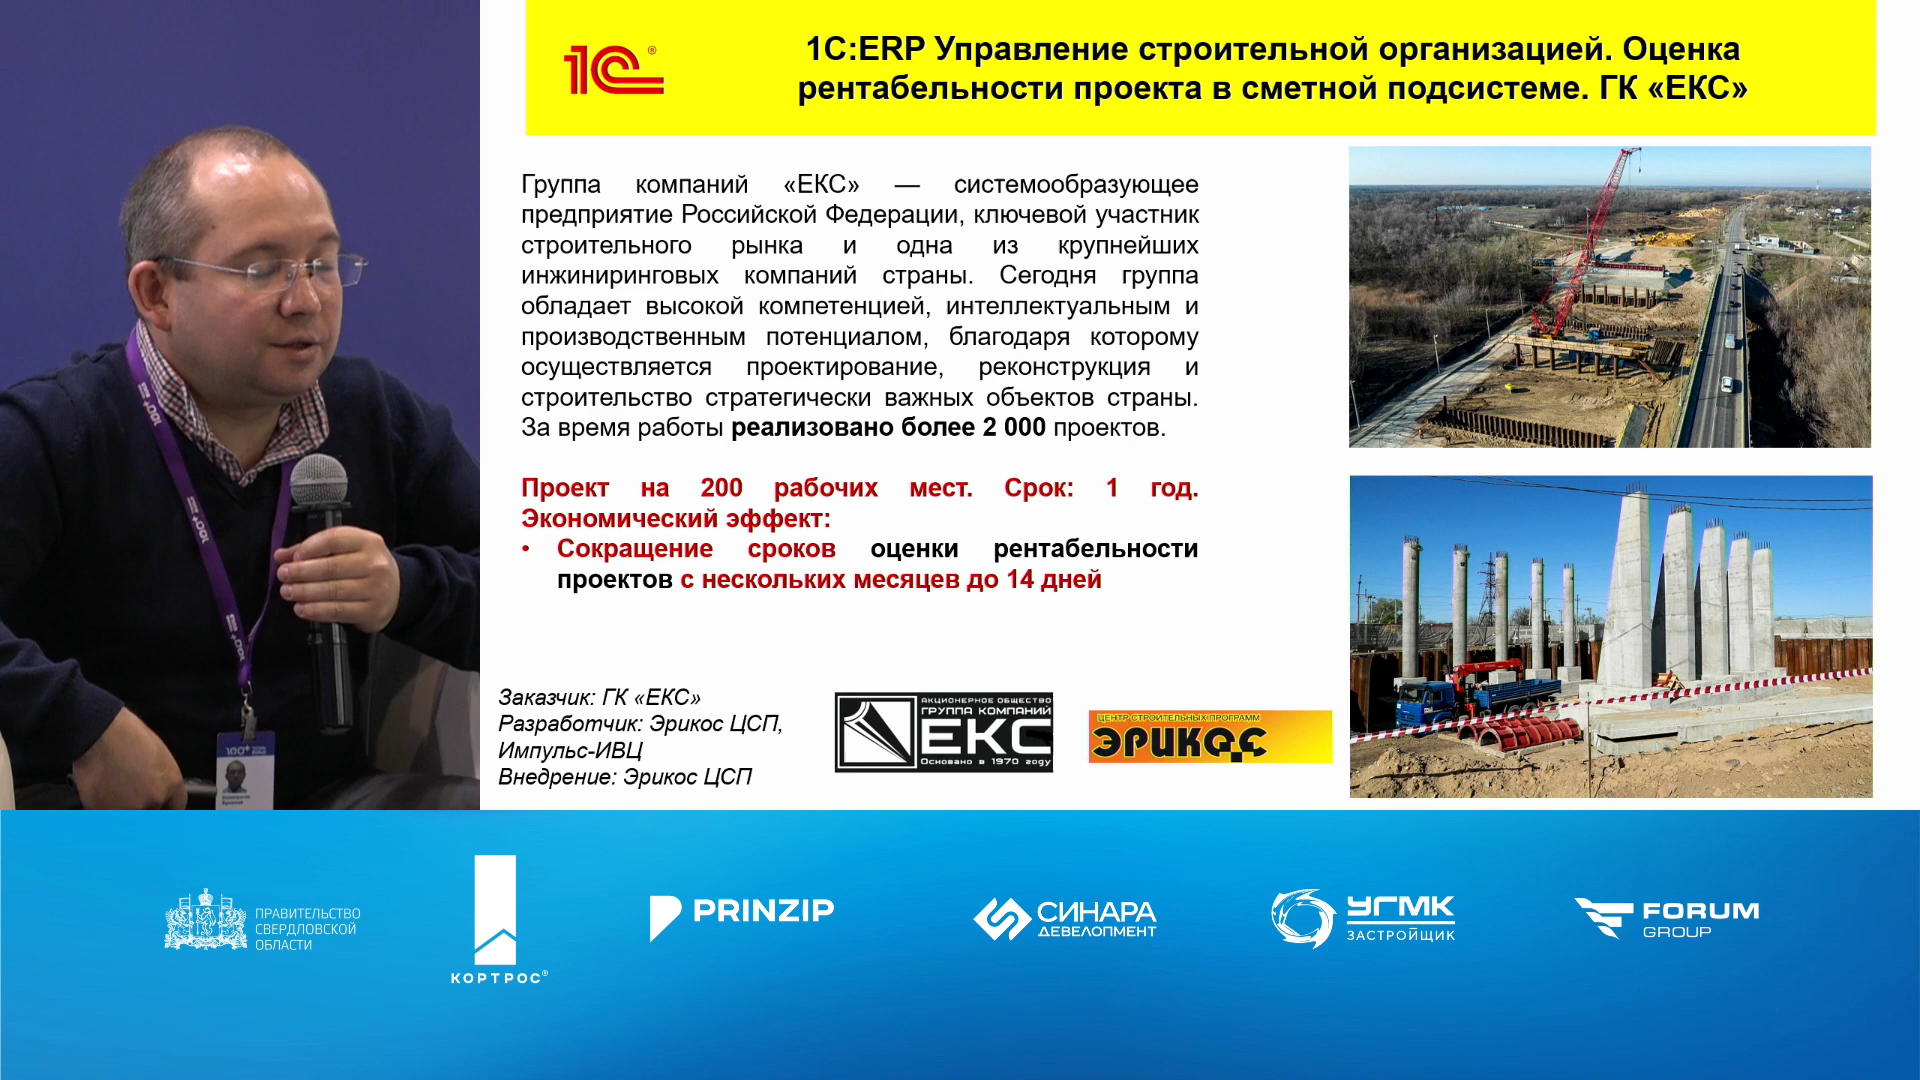 1С®
1С:ERP Управление строительной организацией. Оценка
рентабельности проекта в сметной подсистеме. ГК «ЕКС»
Группа компаний «ЕКС» — системообразующее
предприятие Российской Федерации, ключевой участник
строительного рынка и одна из крупнейших
инжиниринговых компаний страны. Сегодня группа
обладает высокой компетенцией, интеллектуальным и
производственным потенциалом, благодаря которому
осуществляется проектирование, реконструкция и
строительство стратегически важных объектов страны.
За время работы реализовано более 2 000 проектов.
Проект на 200 рабочих мест. Срок: 1 год.
Экономический эффект:
• Сокращение сроков оценки рентабельности
проектов с нескольких месяцев до 14 дней
Заказчик: ГК «ЕКС»
Разработчик: Эрикос ЦСП,
Импульс-ИВЦ
Внедрение: Эрикос ЦСП
АКЦИОНЕРНОЕ ОБЩЕСТВО
ГРУППА КОМПАНИЙ
ЕКС
Основано в 1970 году
ЦЕНТР СТРОИТЕЛЬНЫХ ПРОГРАММ
ЭРИКОС
100+
100+
100+
100+
ПРАВИТЕЛЬСТВО
СВЕРДЛОВСКОЙ
ОБЛАСТИ
КОРТРОС®
PRINZIP
СИНАРА
ДЕВЕЛОПМЕНТ
УГМК
ЗАСТРОЙЩИК
FORUM
GROUP